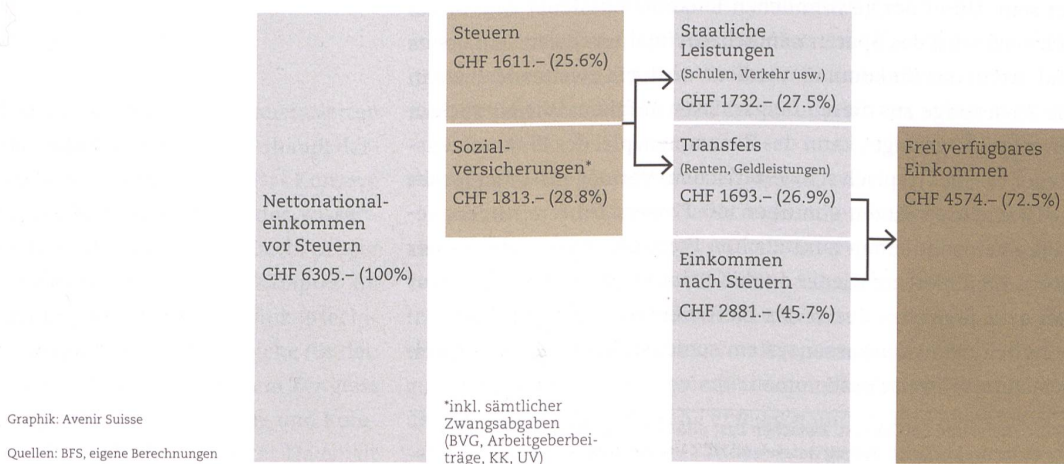 Nettonational-
einkommen
vor Steuern
CHF 6305.– (100%)
Steuern
CHF 1611.– (25.6%)
Sozial-
versicherungen*
CHF 1813.– (28.8%)
*inkl. sämtlicher
Zwangsabgaben
(BVG, Arbeitgeberbei-
träge, KK, UV)
Staatliche
Leistungen
(Schulen, Verkehr usw.)
CHF 1732.– (27.5%)
Transfers
(Renten, Geldleistungen)
CHF 1693.– (26.9%)
Einkommen
nach Steuern
CHF 2881.– (45.7%)
Frei verfügbares
Einkommen
CHF 4574.– (72.5%)
Graphik: Avenir Suisse
Quellen: BFS, eigene Berechnungen